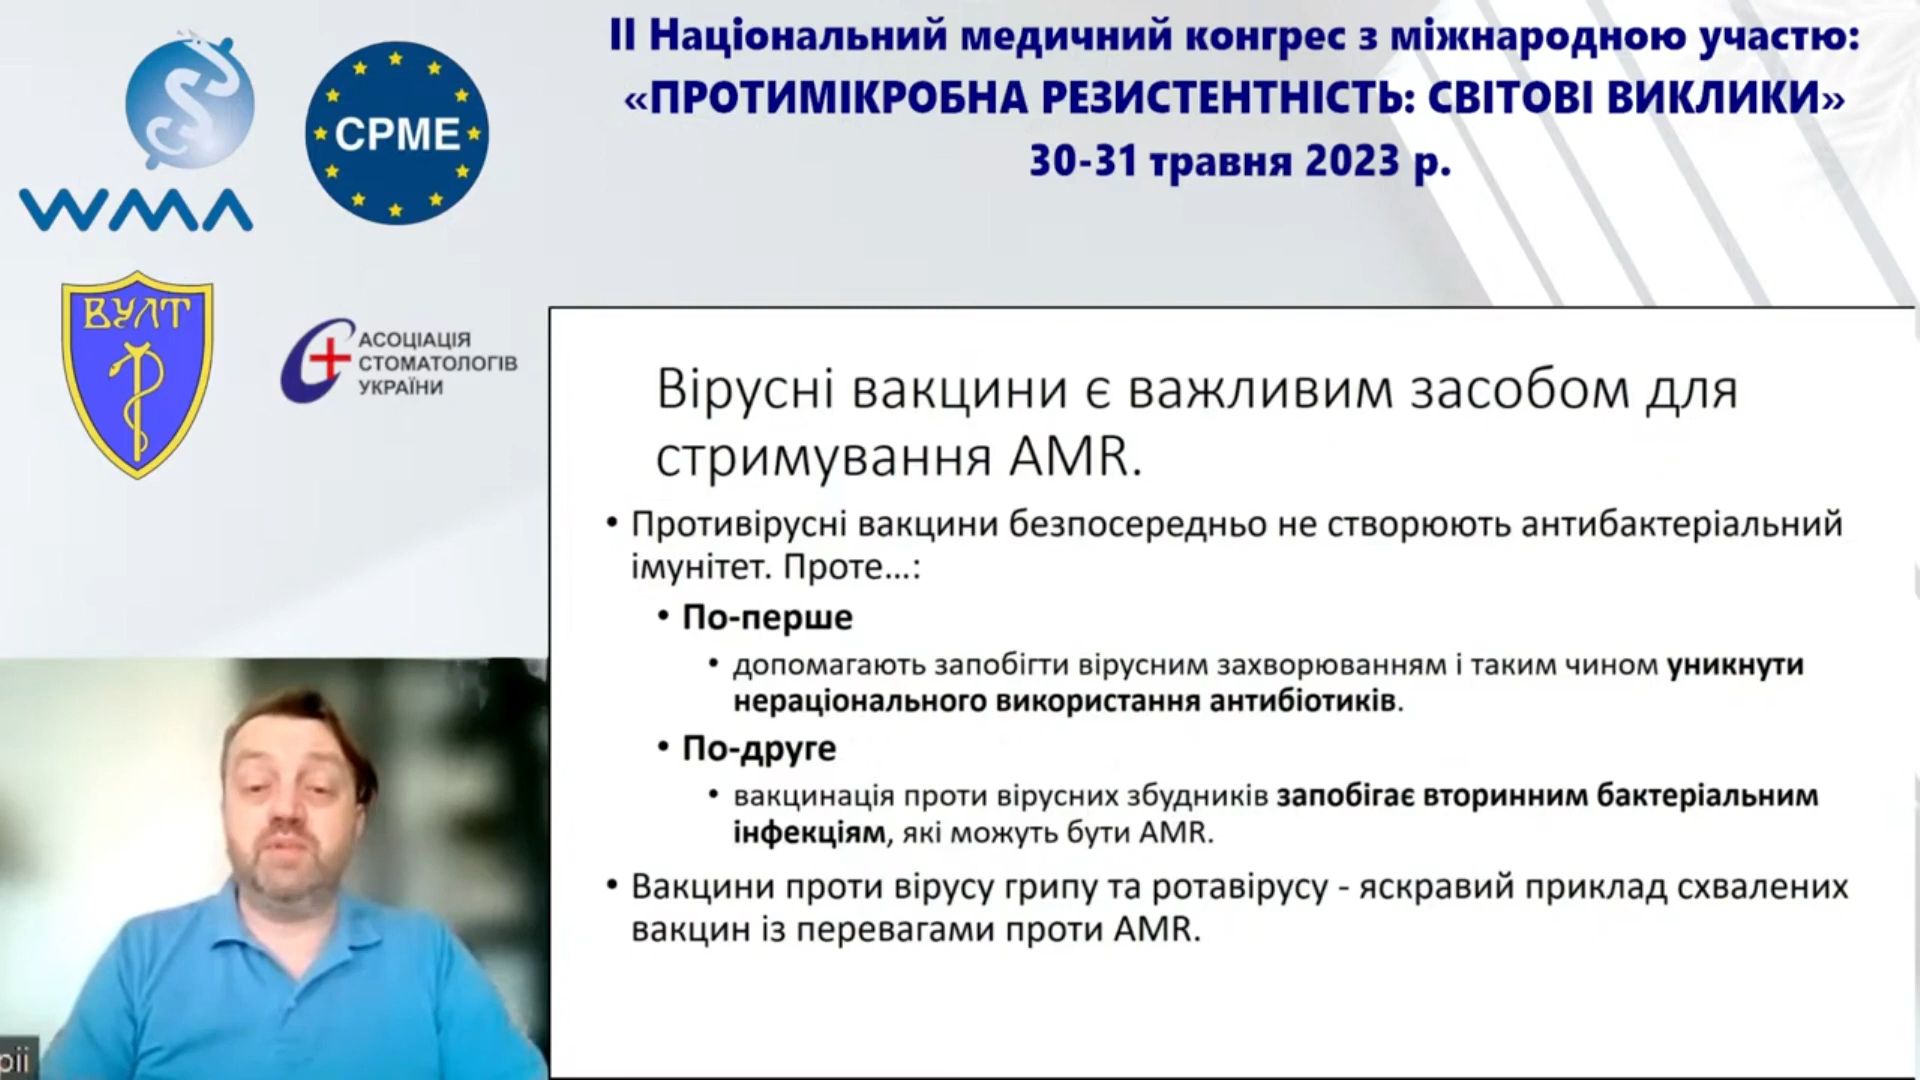 ІІ Національний медичний конгрес з міжнародною участю:
«ПРОТИМІКРОБНА РЕЗИСТЕНТНІСТЬ: СВІТОВІ ВИКЛИКИ»
30-31 травня 2023 р.
WMA
CPME
ВУЛТ
АСОЦІАЦІЯ
СТОМАТОЛОГІВ
УКРАЇНИ
Вірусні вакцини є важливим засобом для
стримування AMR.
• Противірусні вакцини безпосередньо не створюють антибактеріальний
імунітет. Проте...:
• По-перше
• допомагають запобігти вірусним захворюванням і таким чином уникнути
нераціонального використання антибіотиків.
• По-друге
• вакцинація проти вірусних збудників запобігає вторинним бактеріальним
інфекціям, які можуть бути AMR.
• Вакцини проти вірусу грипу та ротавірусу - яскравий приклад схвалених
вакцин із перевагами проти AMR.
рії